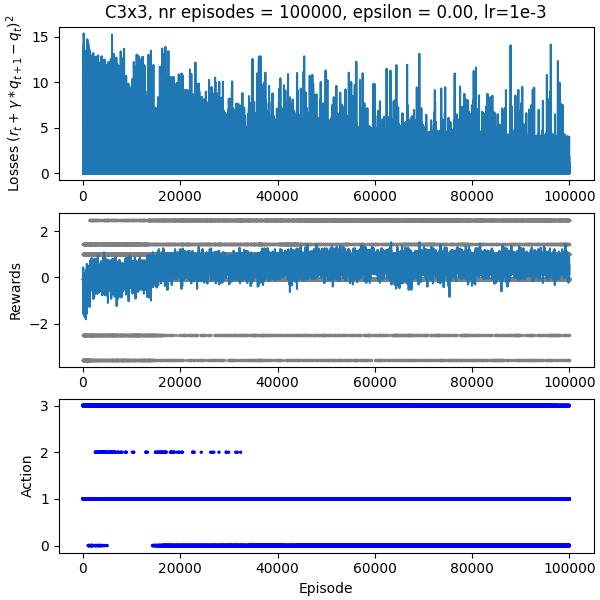 C3x3, nr episodes = 100000, epsilon = 0.00, lr=1e-3
Losses (r_t + γ * q_{t+1} − q_t)^2
15
10
5
0
0 20000 40000 60000 80000 100000
Rewards
2
0
−2
0 20000 40000 60000 80000 100000
Action
3
2
1
0
0 20000 40000 60000 80000 100000
Episode